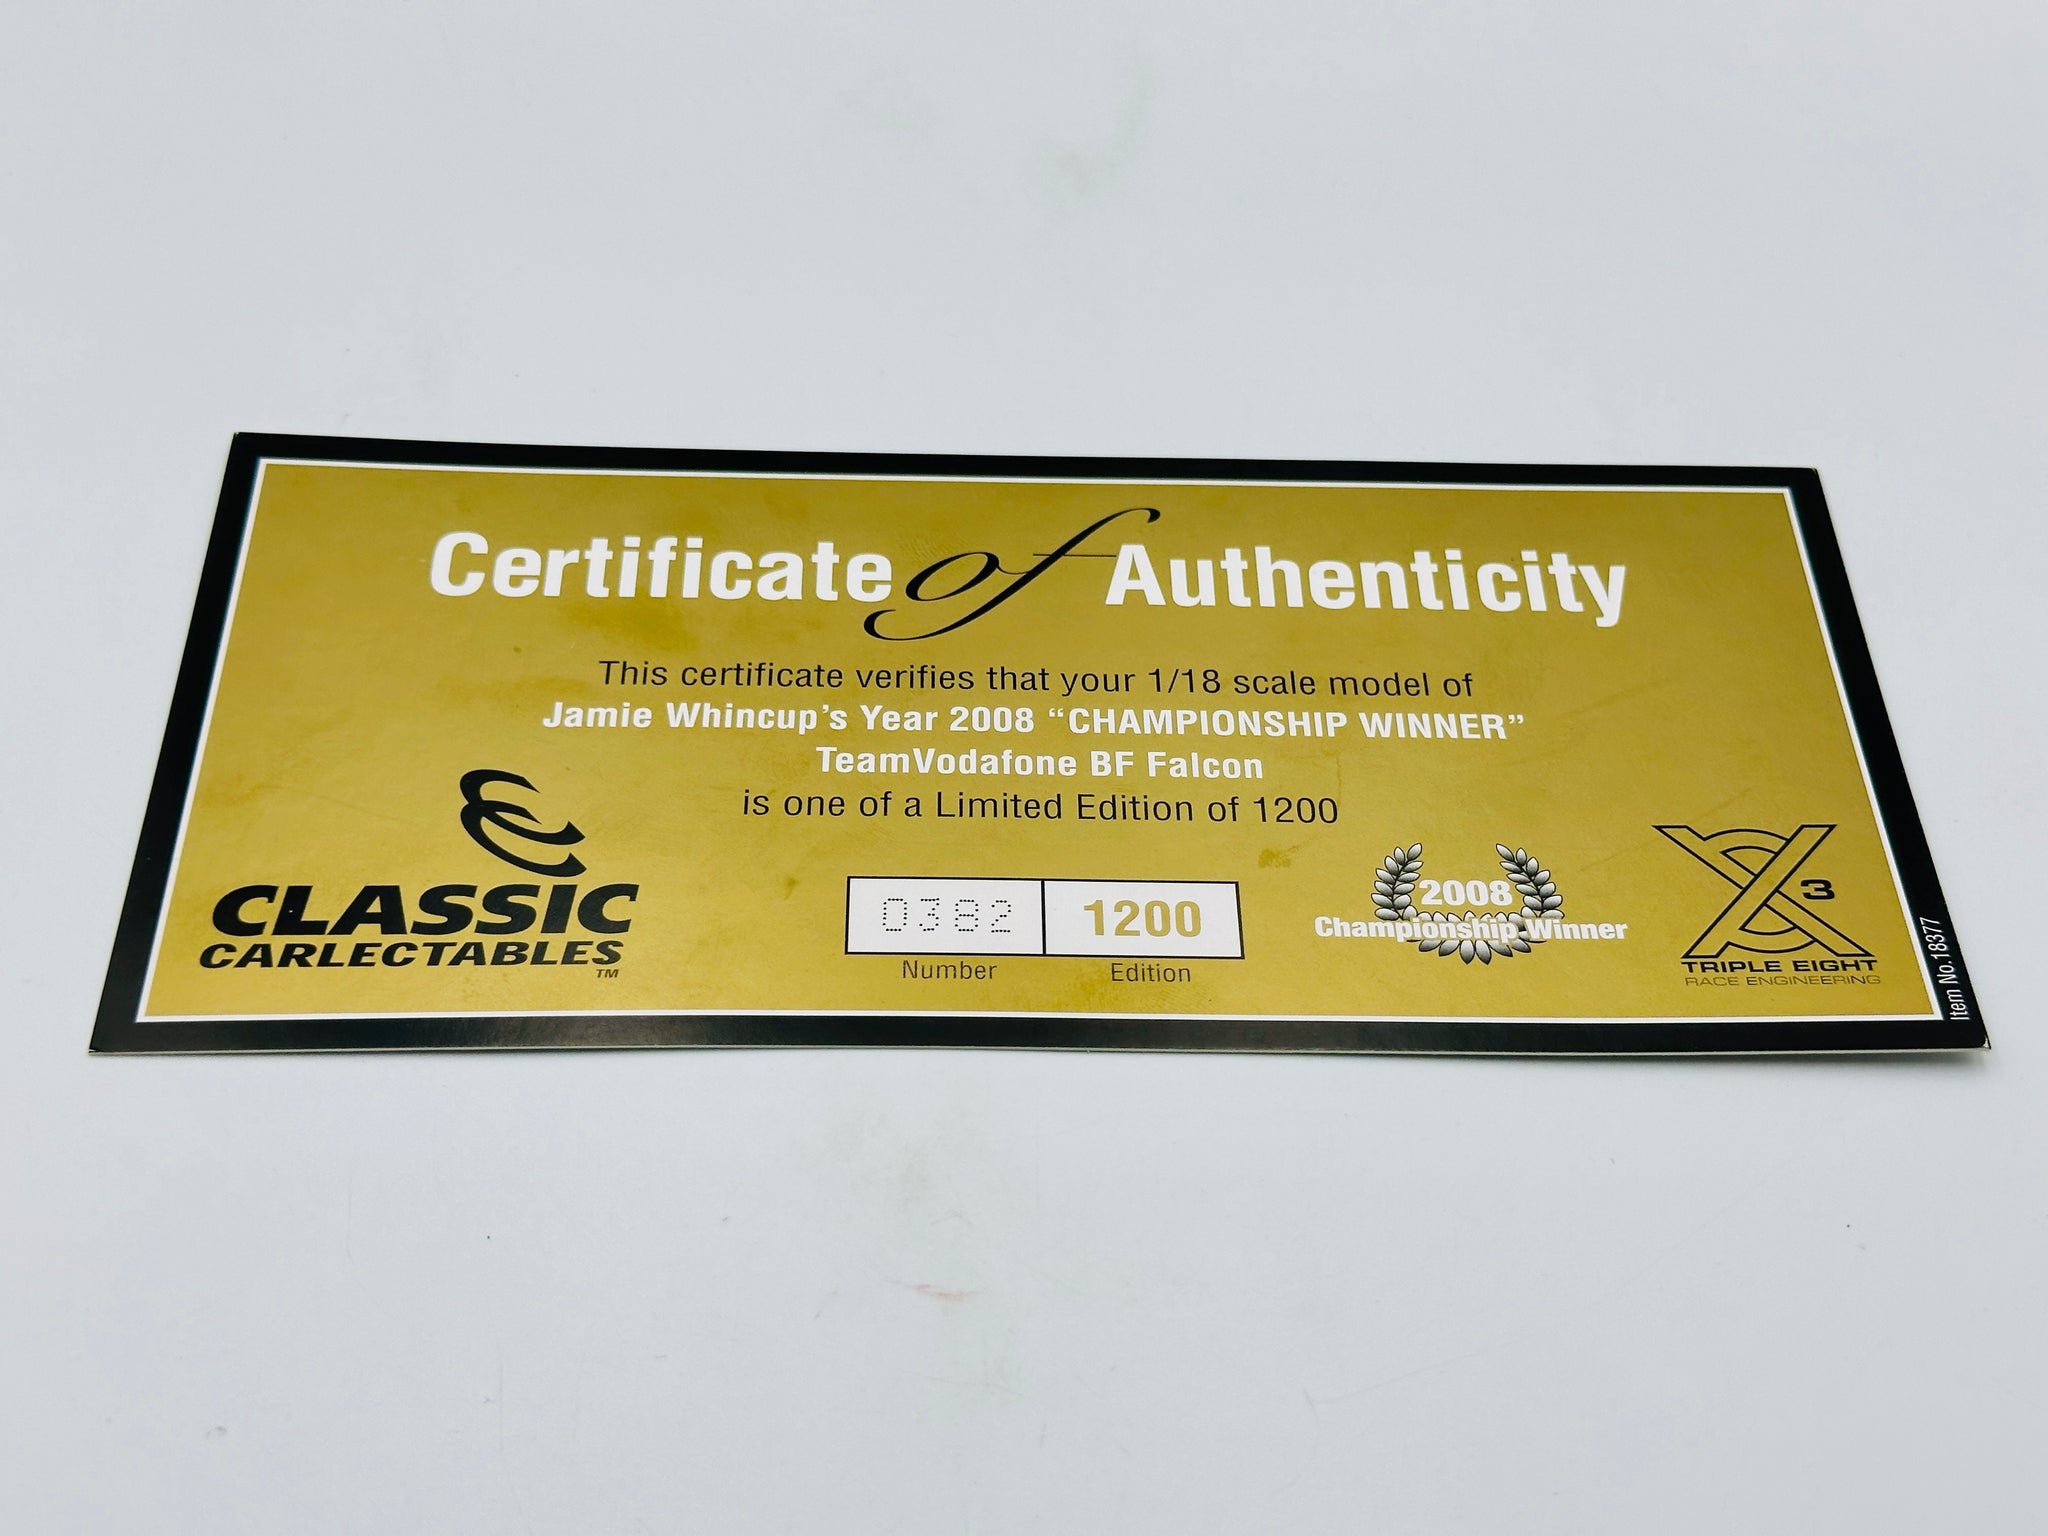 Certificate of Authenticity
This certificate verifies that your 1/18 scale model of
Jamie Whincup's Year 2008 “CHAMPIONSHIP WINNER”
TeamVodafone BF Falcon
is one of a Limited Edition of 1200
CLASSIC
CARLECTABLES
TM
0382
1200
Number
Edition
2008
Championship Winner
3
TRIPLE EIGHT
RACE ENGINEERING
Item No.18377